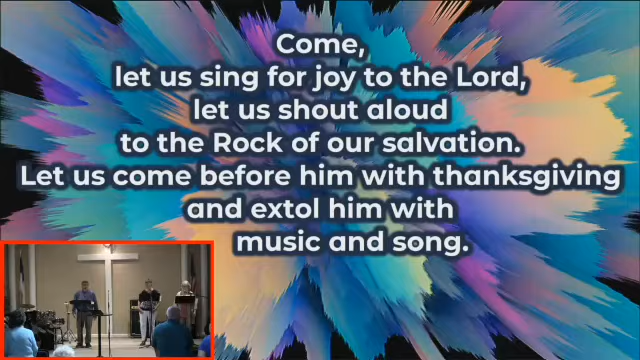 Come,
let us sing for joy to the Lord,
let us shout aloud
to the Rock of our salvation.
Let us come before him with thanksgiving
and extol him with
music and song.